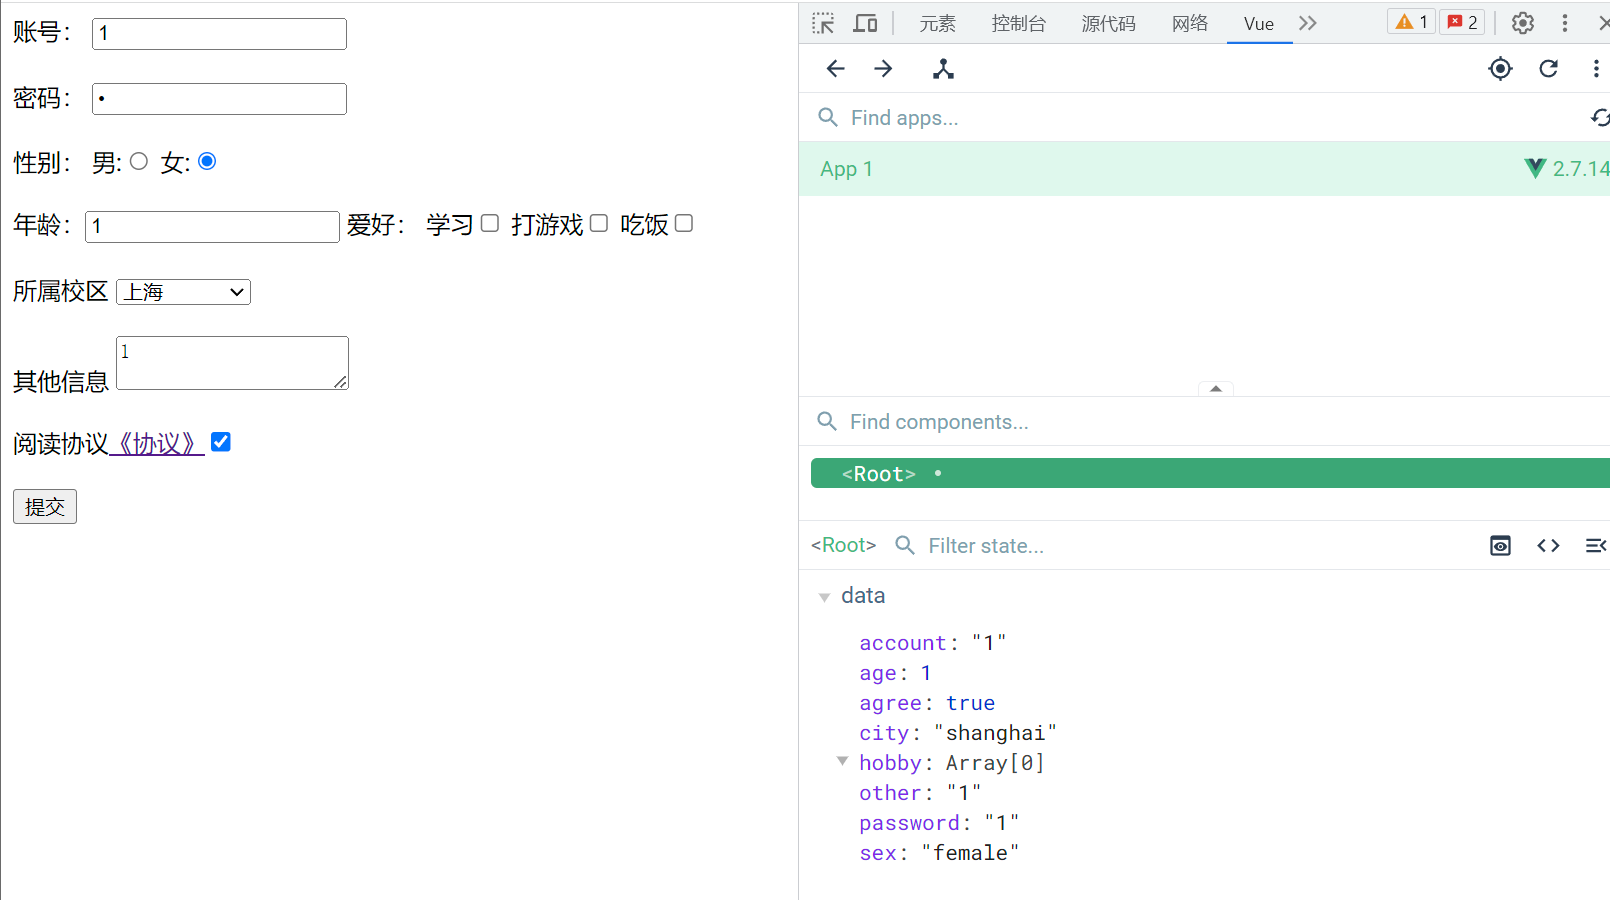 账号： 1
密码： •
性别： 男: 女:
年龄： 1 爱好： 学习 打游戏 吃饭
所属校区 上海
其他信息 1
阅读协议《协议》
提交
元素 控制台 源代码 网络 Vue 1 2
Find apps...
App 1 2.7.14
Find components...
<Root>
<Root> Filter state...
data
account: "1"
age: 1
agree: true
city: "shanghai"
hobby: Array[0]
other: "1"
password: "1"
sex: "female"